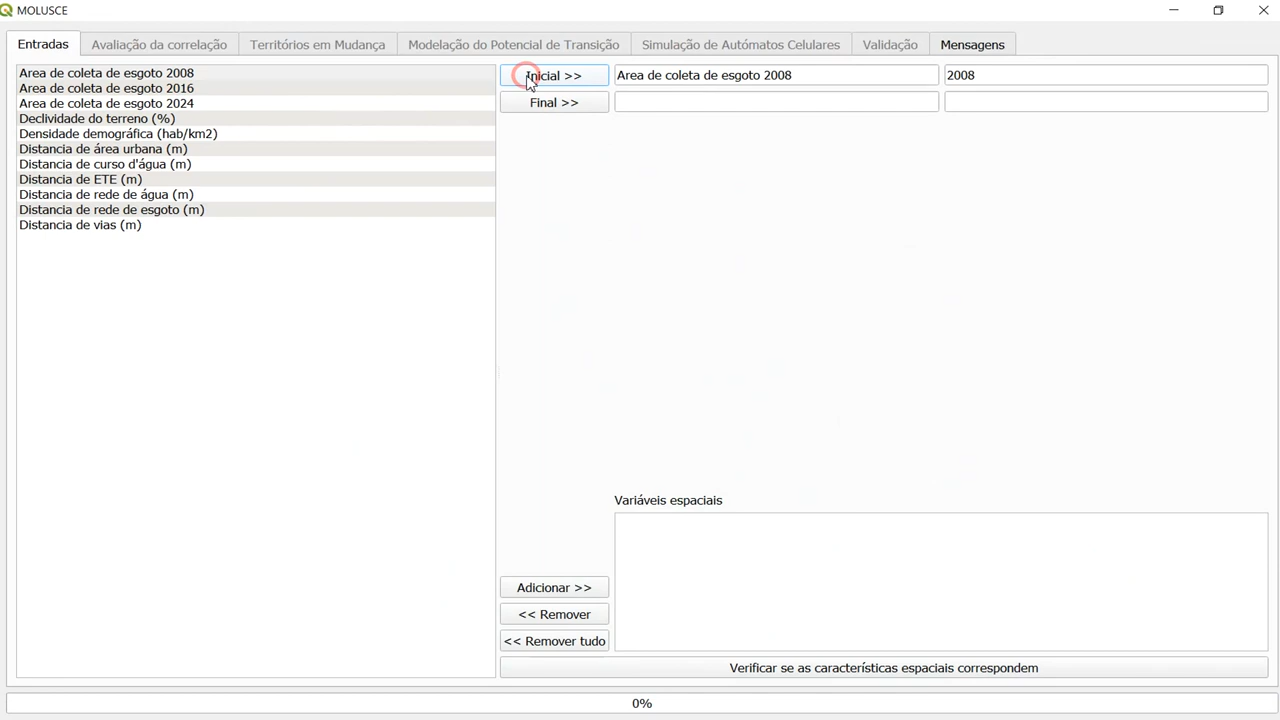 MOLUSCE
Entradas
Avaliação da correlação
Territórios em Mudança
Modelação do Potencial de Transição
Simulação de Autómatos Celulares
Validação
Mensagens
Area de coleta de esgoto 2008
Area de coleta de esgoto 2016
Area de coleta de esgoto 2024
Declividade do terreno (%)
Densidade demográfica (hab/km2)
Distancia de área urbana (m)
Distancia de curso d'água (m)
Distancia de ETE (m)
Distancia de rede de água (m)
Distancia de rede de esgoto (m)
Distancia de vias (m)
Inicial >>
Area de coleta de esgoto 2008
2008
Final >>
Variáveis espaciais
Adicionar >>
<< Remover
<< Remover tudo
Verificar se as características espaciais correspondem
0%